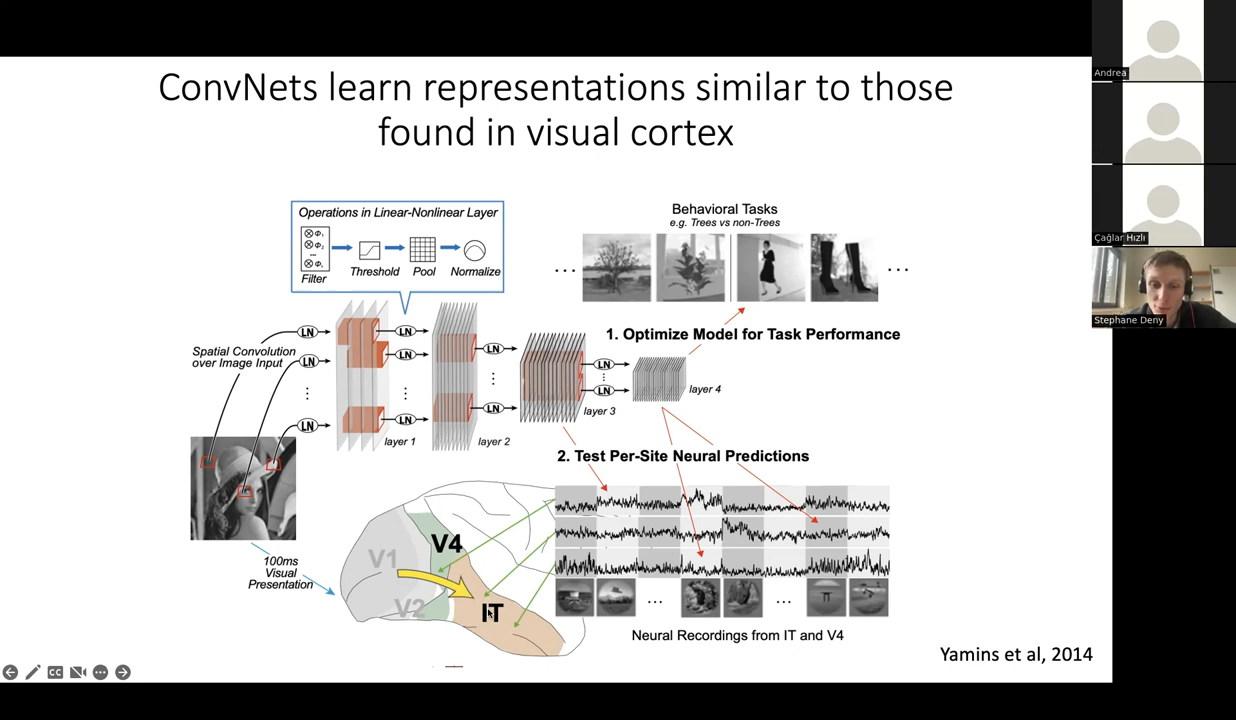 ConvNets learn representations similar to those
found in visual cortex
Operations in Linear-Nonlinear Layer
Filter
Threshold
Pool
Normalize
Behavioral Tasks
e.g. Trees vs non-Trees
...
...
1. Optimize Model for Task Performance
Spatial Convolution
over Image Input
LN
LN
LN
LN
LN
LN
LN
LN
LN
LN
layer 1
layer 2
layer 3
layer 4
2. Test Per-Site Neural Predictions
100ms
Visual
Presentation
V1
V2
V4
IT
...
...
Neural Recordings from IT and V4
Yamins et al, 2014
Andrea
Çağlar Hızlı
Stephane Deny
CC